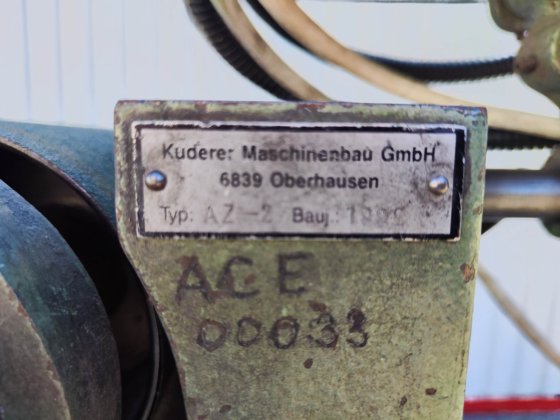 Kuderer Maschinenbau GmbH
6839 Oberhausen
Typ: AZ-2 Bauj.:
ACE
00033